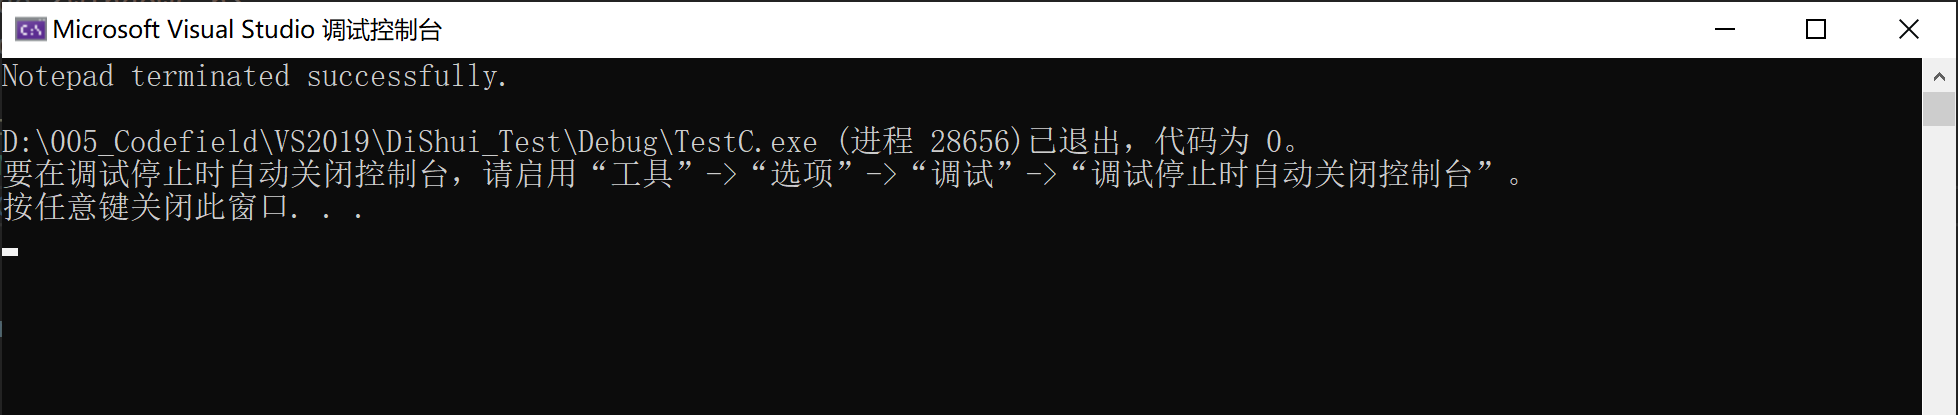 Microsoft Visual Studio 调试控制台
Notepad terminated successfully.
D:\005_Codefield\VS2019\DiShui_Test\Debug\TestC.exe (进程 28656)已退出，代码为 0。
要在调试停止时自动关闭控制台，请启用“工具”->“选项”->“调试”->“调试停止时自动关闭控制台”。
按任意键关闭此窗口. . .